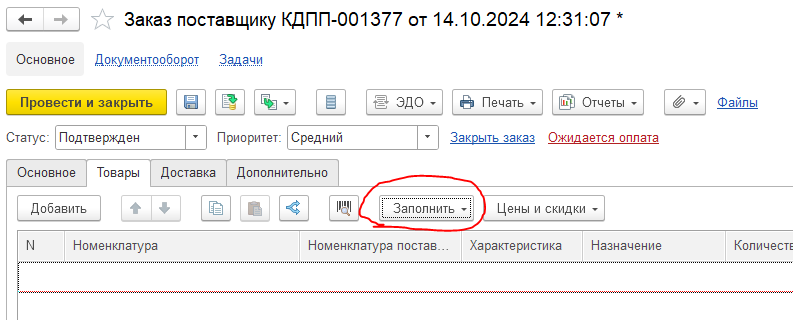 Заказ поставщику КДПП-001377 от 14.10.2024 12:31:07 *
Основное Документооборот Задачи
Провести и закрыть ЭДО Печать Отчеты Файлы
Статус: Подтвержден Приоритет: Средний Закрыть заказ Ожидается оплата
Основное Товары Доставка Дополнительно
Добавить Заполнить Цены и скидки
N Номенклатура Номенклатура постав... Характеристика Назначение Количеств